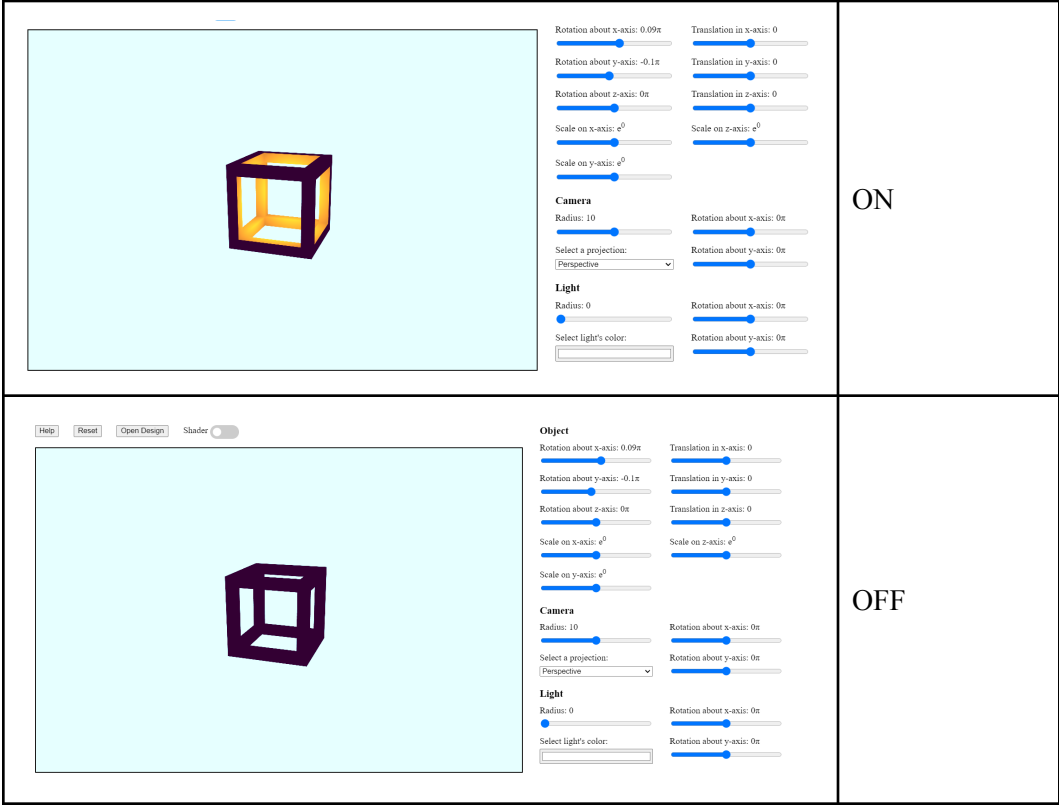 Rotation about x-axis: 0.09π Translation in x-axis: 0
Rotation about y-axis: -0.1π Translation in y-axis: 0
Rotation about z-axis: 0π Translation in z-axis: 0
Scale on x-axis: e⁰ Scale on z-axis: e⁰
Scale on y-axis: e⁰
Camera
Radius: 10 Rotation about x-axis: 0π
Select a projection: Rotation about y-axis: 0π
Perspective
Light
Radius: 0 Rotation about x-axis: 0π
Select light's color: Rotation about y-axis: 0π
ON
Help Reset Open Design Shader
Object
Rotation about x-axis: 0.09π Translation in x-axis: 0
Rotation about y-axis: -0.1π Translation in y-axis: 0
Rotation about z-axis: 0π Translation in z-axis: 0
Scale on x-axis: e⁰ Scale on z-axis: e⁰
Scale on y-axis: e⁰
Camera
Radius: 10 Rotation about x-axis: 0π
Select a projection: Rotation about y-axis: 0π
Perspective
Light
Radius: 0 Rotation about x-axis: 0π
Select light's color: Rotation about y-axis: 0π
OFF